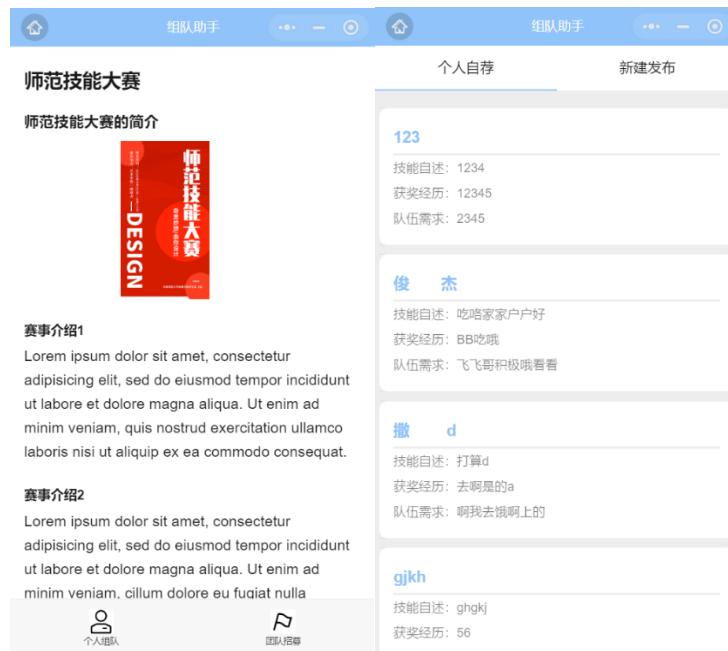 组队助手
师范技能大赛
师范技能大赛的简介
师范技能大赛
DESIGN
赛事介绍1
Lorem ipsum dolor sit amet, consectetur
adipisicing elit, sed do eiusmod tempor incididunt
ut labore et dolore magna aliqua. Ut enim ad
minim veniam, quis nostrud exercitation ullamco
laboris nisi ut aliquip ex ea commodo consequat.
赛事介绍2
Lorem ipsum dolor sit amet, consectetur
adipisicing elit, sed do eiusmod tempor incididunt
ut labore et dolore magna aliqua. Ut enim ad
minim veniam, cillum dolore eu fugiat nulla
个人组队 团队招募
组队助手
个人自荐 新建发布
123
技能自述：1234
获奖经历：12345
队伍需求：2345
俊 杰
技能自述：吃咯家家户户好
获奖经历：BB吃哦
队伍需求：飞飞哥积极哦看看
撒 d
技能自述：打算d
获奖经历：去啊是的a
队伍需求：啊我去饿啊上的
gjkh
技能自述：ghgkj
获奖经历：56